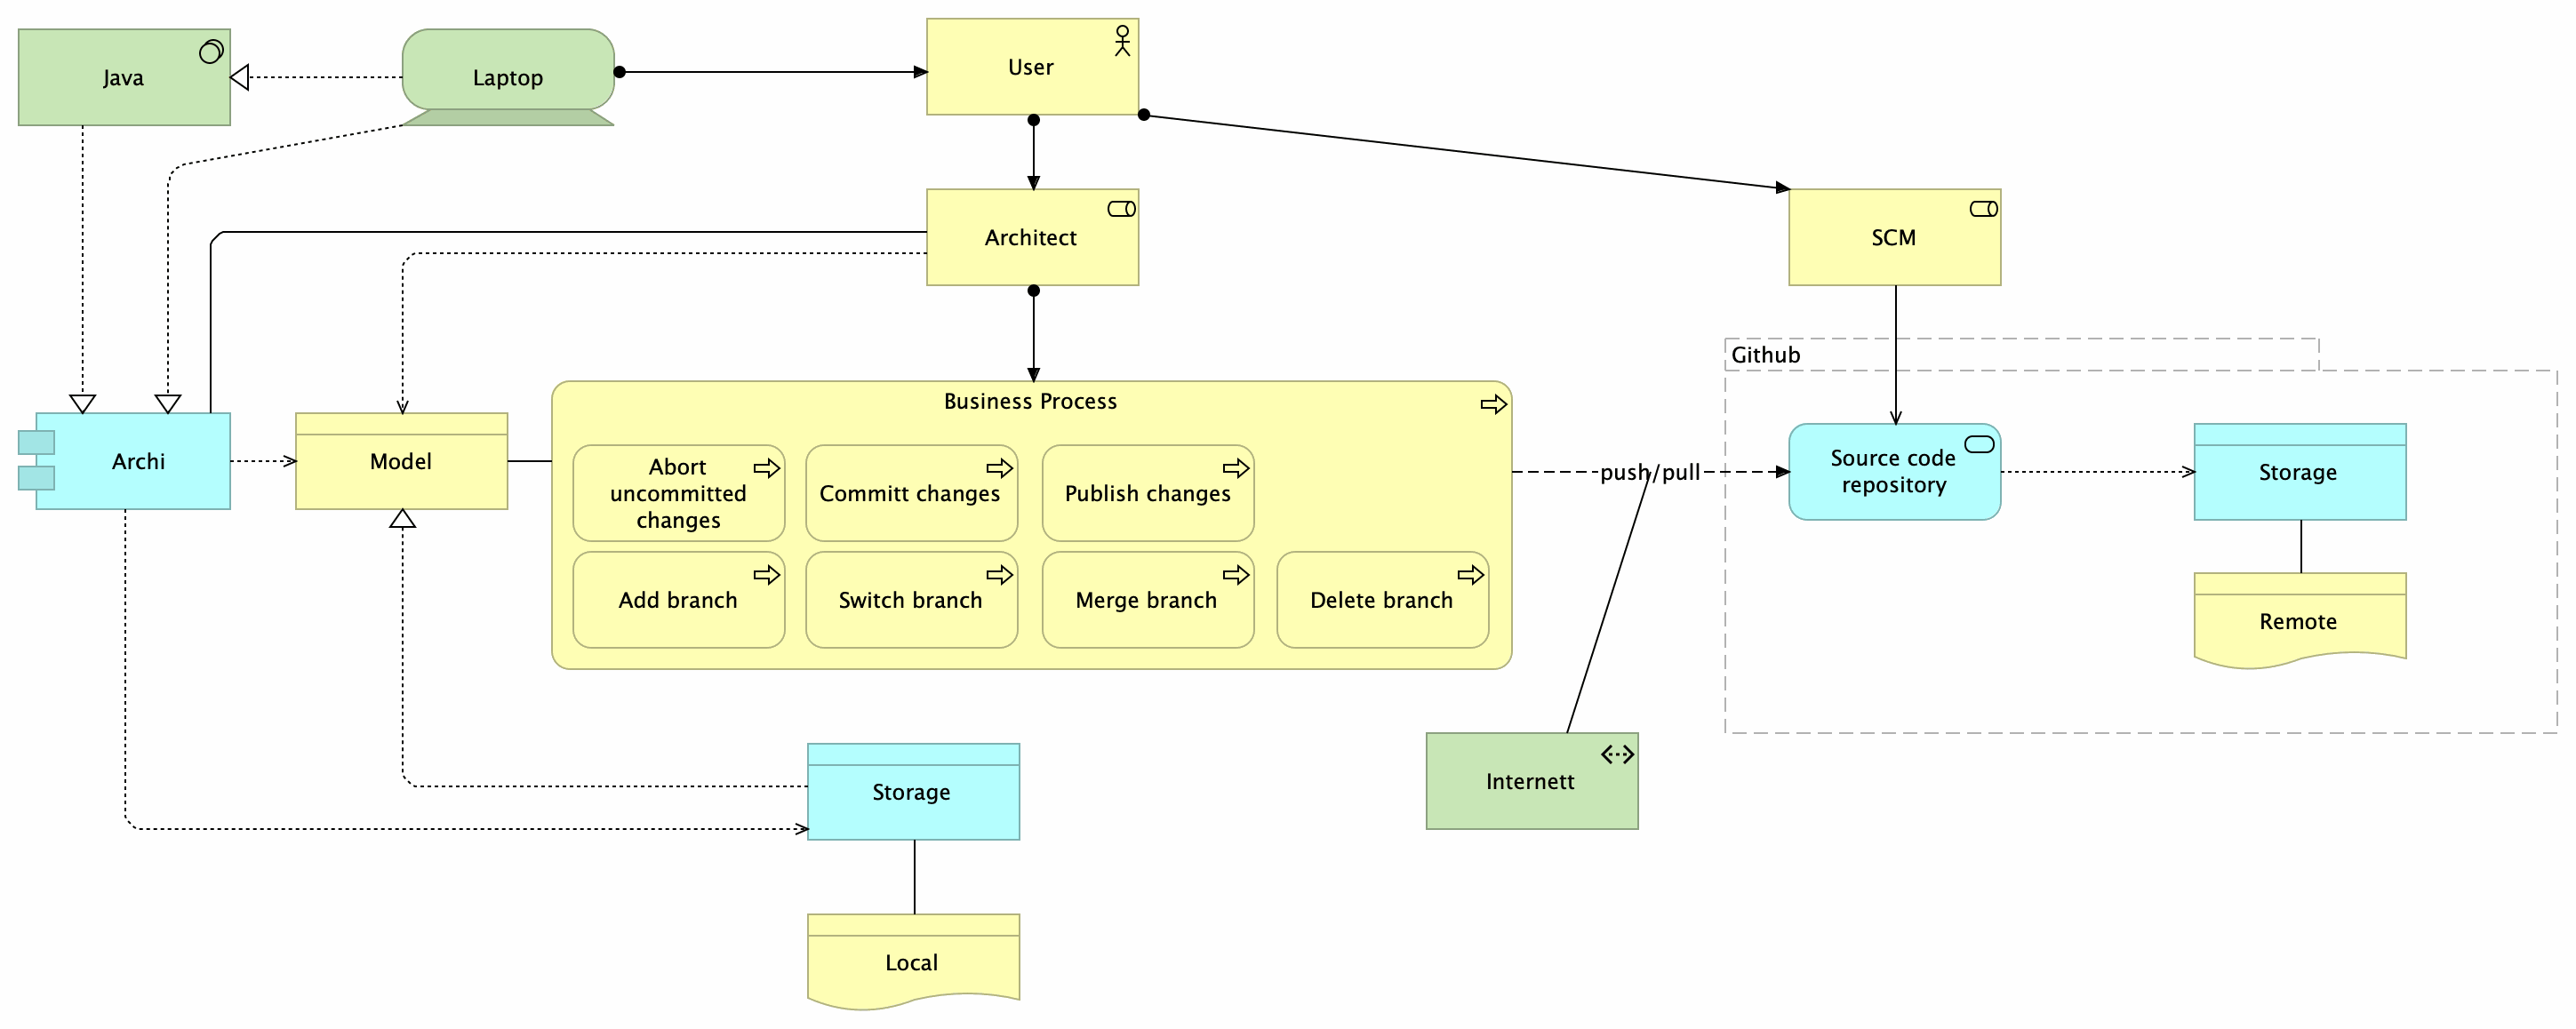 Java
Laptop
User
Architect
SCM
Github
Archi
Model
Business Process
Abort
uncommitted
changes
Committ changes
Publish changes
Add branch
Switch branch
Merge branch
Delete branch
push/pull
Source code
repository
Storage
Remote
Storage
Internett
Local